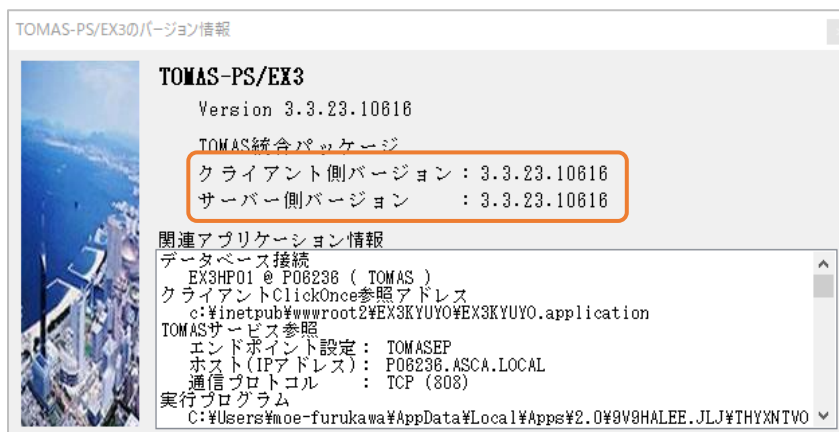 TOMAS-PS/EX3のバージョン情報
TOMAS-PS/EX3
Version 3.3.23.10616
TOMAS統合パッケージ
クライアント側バージョン：3.3.23.10616
サーバー側バージョン　　：3.3.23.10616
関連アプリケーション情報
データベース接続
EX3HP01 @ P06236 ( TOMAS )
クライアントClickOnce参照アドレス
c:¥inetpub¥wwwroot2¥EX3KYUYO¥EX3KYUYO.application
TOMASサービス参照
エンドポイント設定： TOMASEP
ホスト(IPアドレス)： P06236.ASCA.LOCAL
通信プロトコル　　： TCP (808)
実行プログラム
C:¥Users¥moe-furukawa¥AppData¥Local¥Apps¥2.0¥9V9HALEE.JLJ¥THYXNTVO